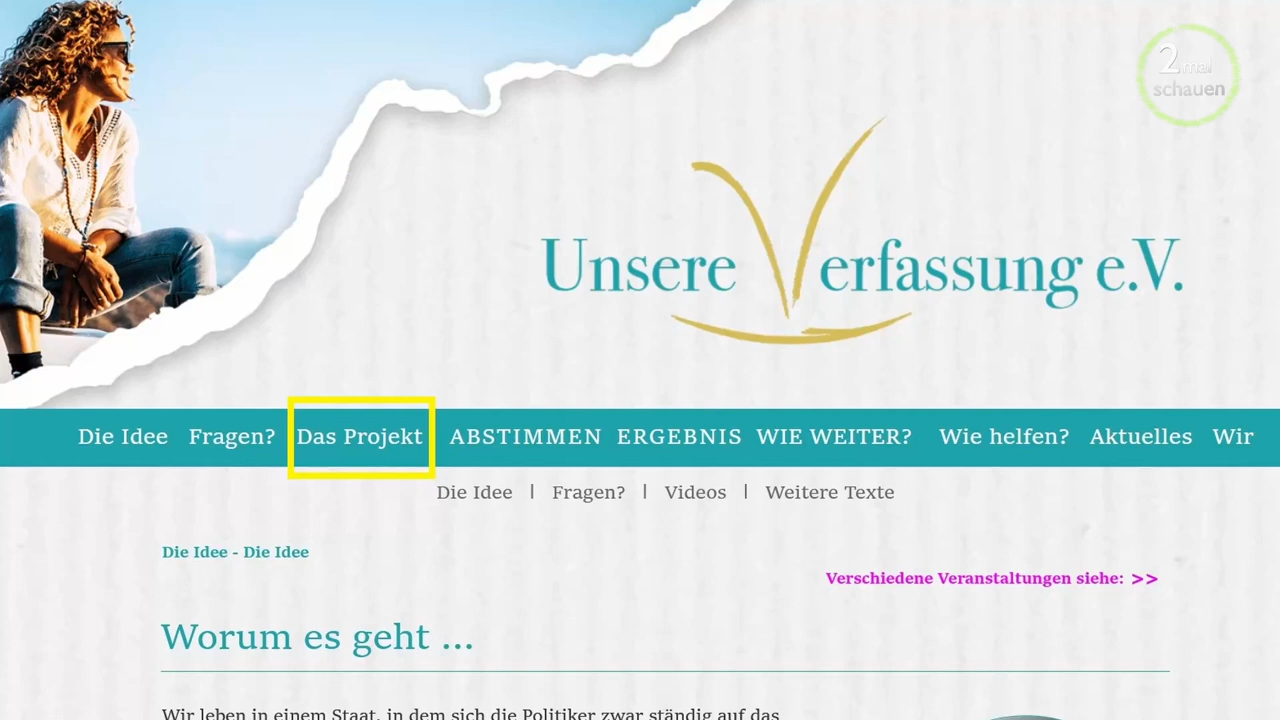 2 mal
schauen
Unsere Verfassung e.V.
Die Idee Fragen? Das Projekt ABSTIMMEN ERGEBNIS WIE WEITER? Wie helfen? Aktuelles Wir
Die Idee | Fragen? | Videos | Weitere Texte
Die Idee - Die Idee
Verschiedene Veranstaltungen siehe: >>
Worum es geht ...
Wir leben in einem Staat, in dem sich die Politiker zwar ständig auf das